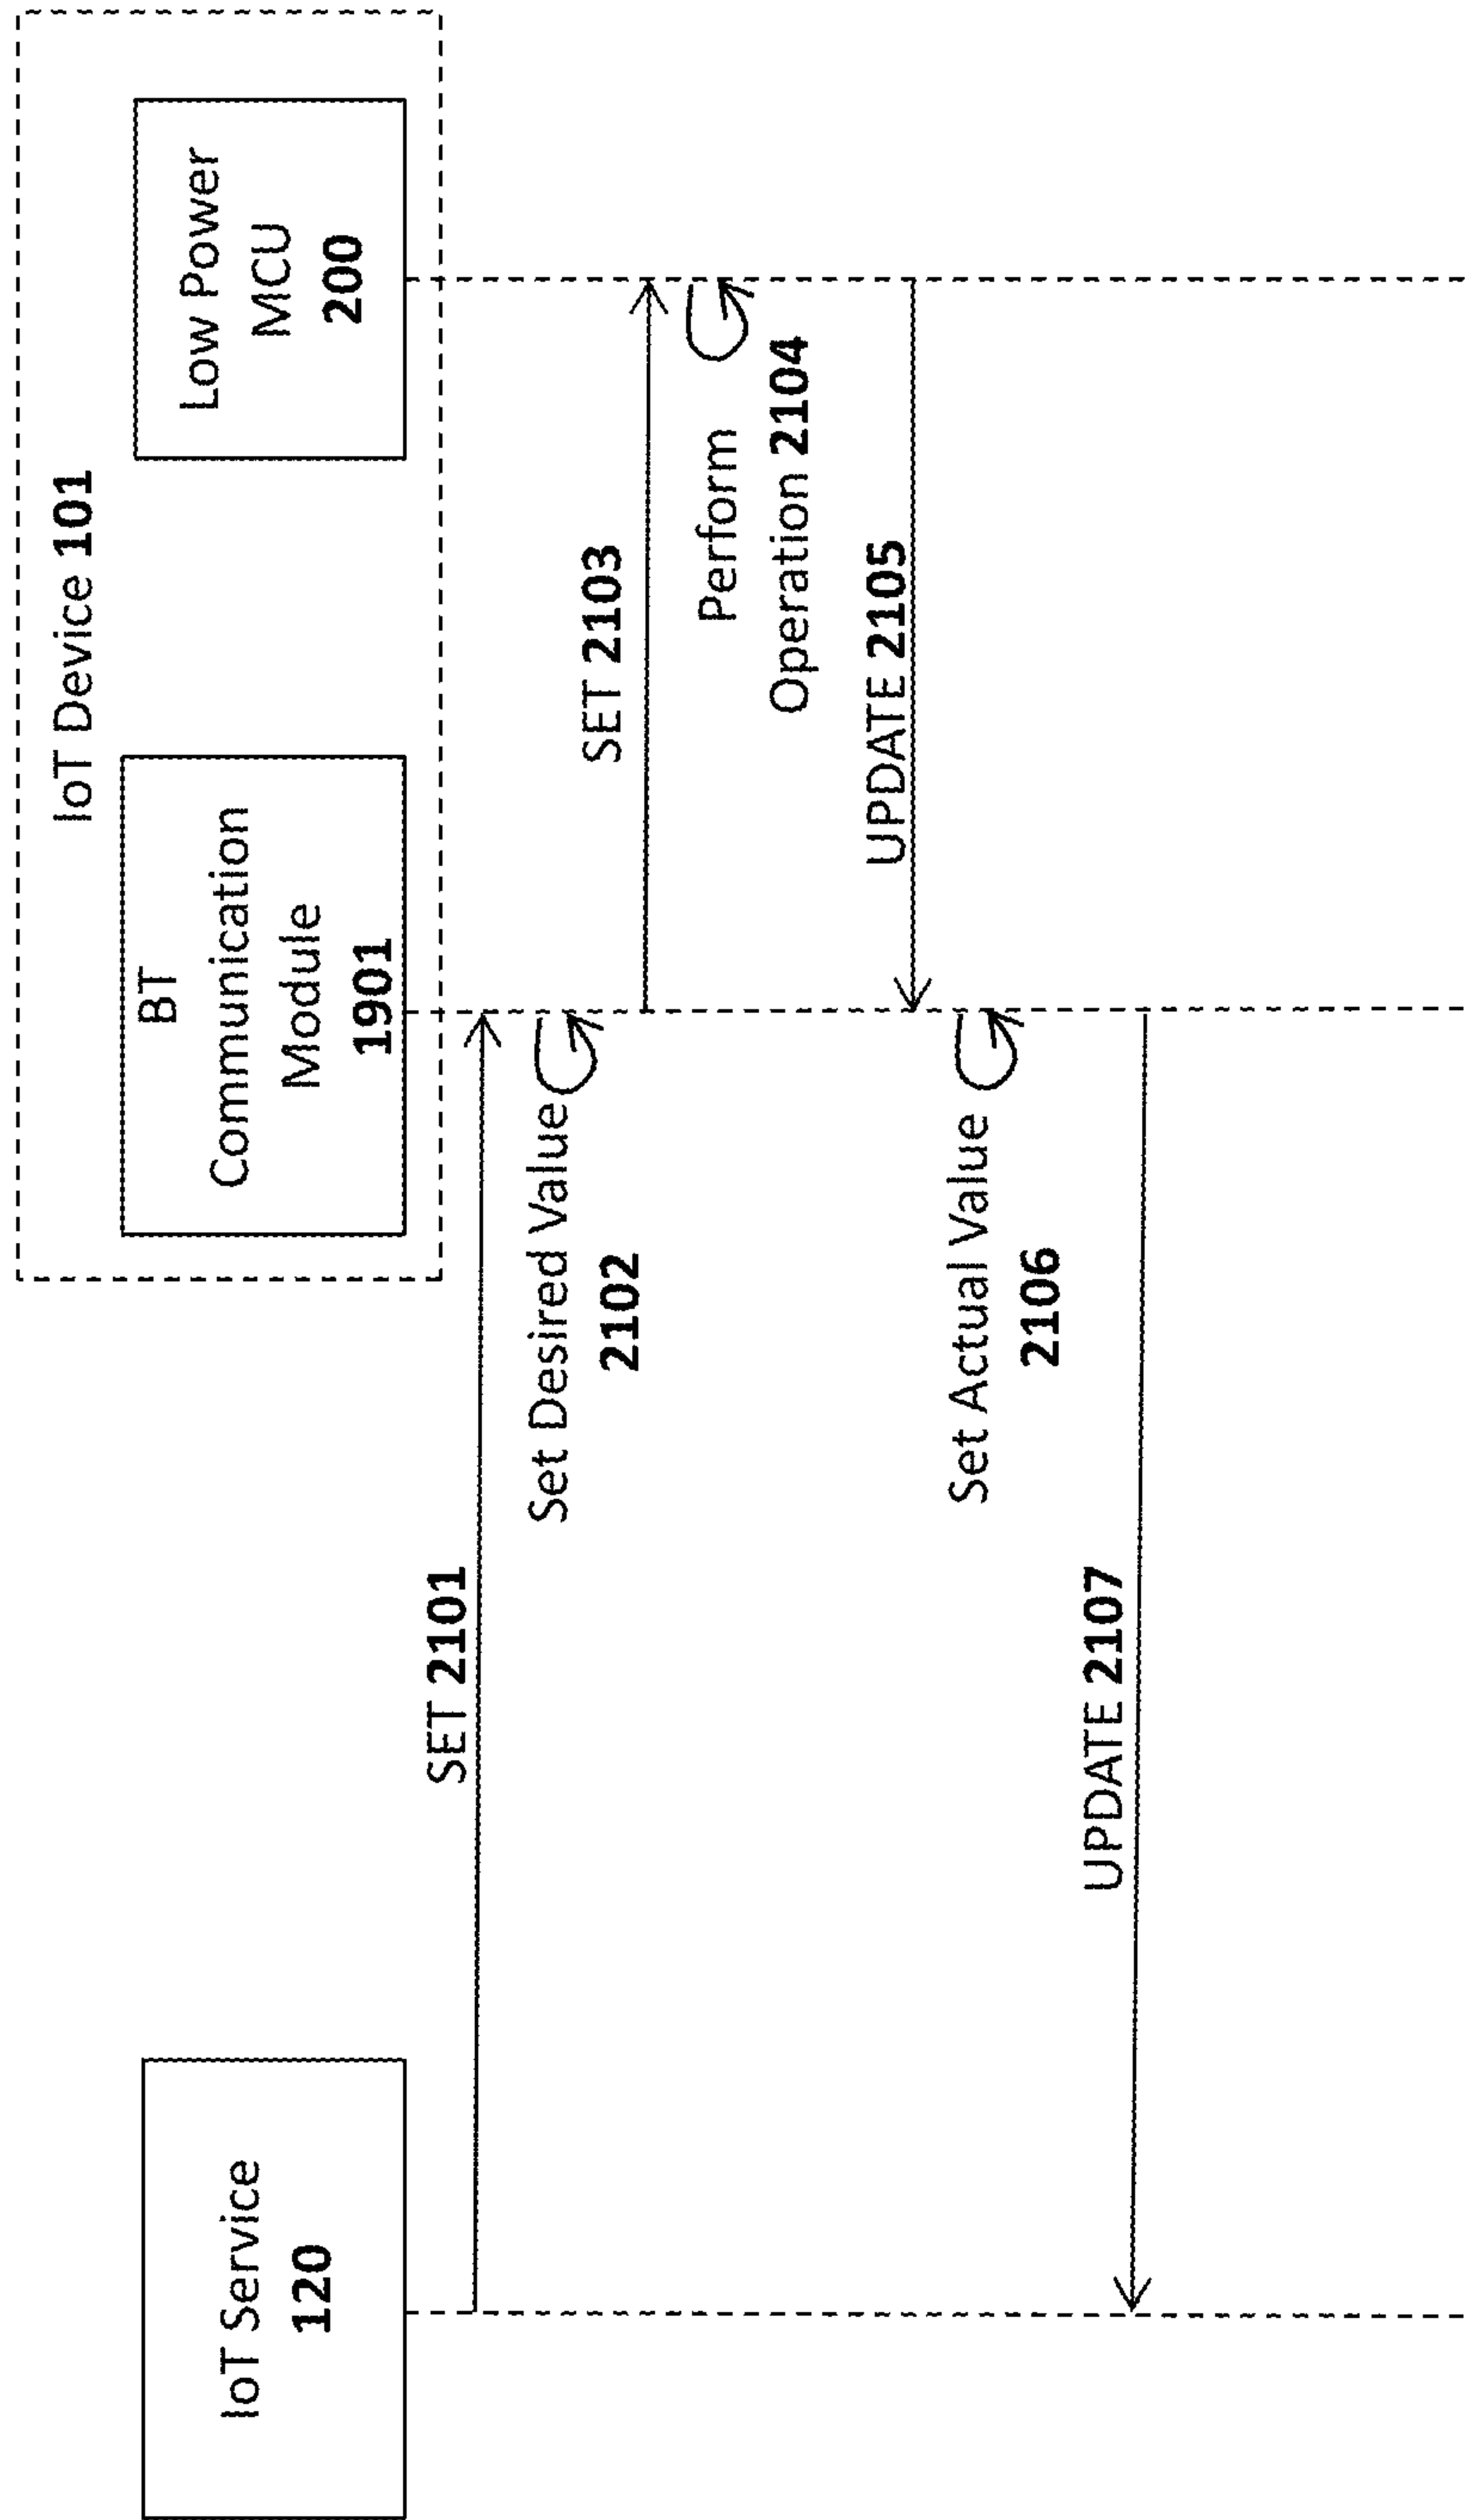 IoT Device 101
IoT Service
120
BT
Communication
Module
1901
Low Power
MCU
200
SET 2101
Set Desired Value
2102
SET 2103
Perform
Operation 2104
UPDATE 2105
Set Actual Value
2106
UPDATE 2107